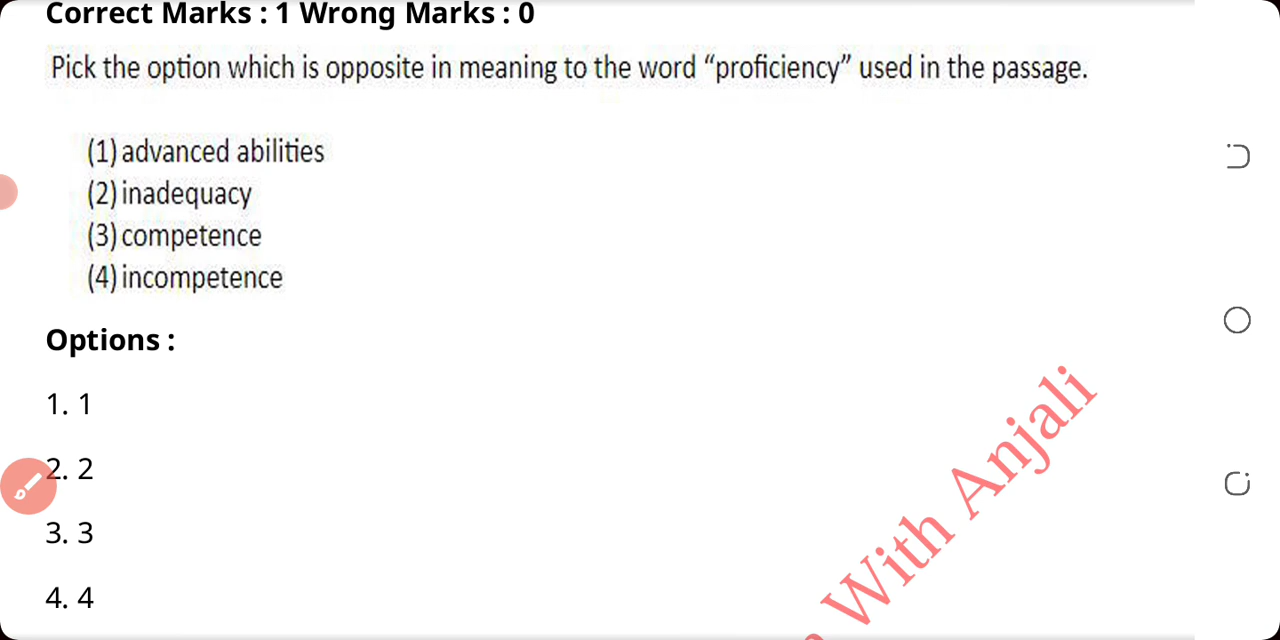 Correct Marks : 1 Wrong Marks : 0
Pick the option which is opposite in meaning to the word “proficiency” used in the passage.
(1) advanced abilities
(2) inadequacy
(3) competence
(4) incompetence
Options :
1. 1
2. 2
3. 3
4. 4
With Anjali